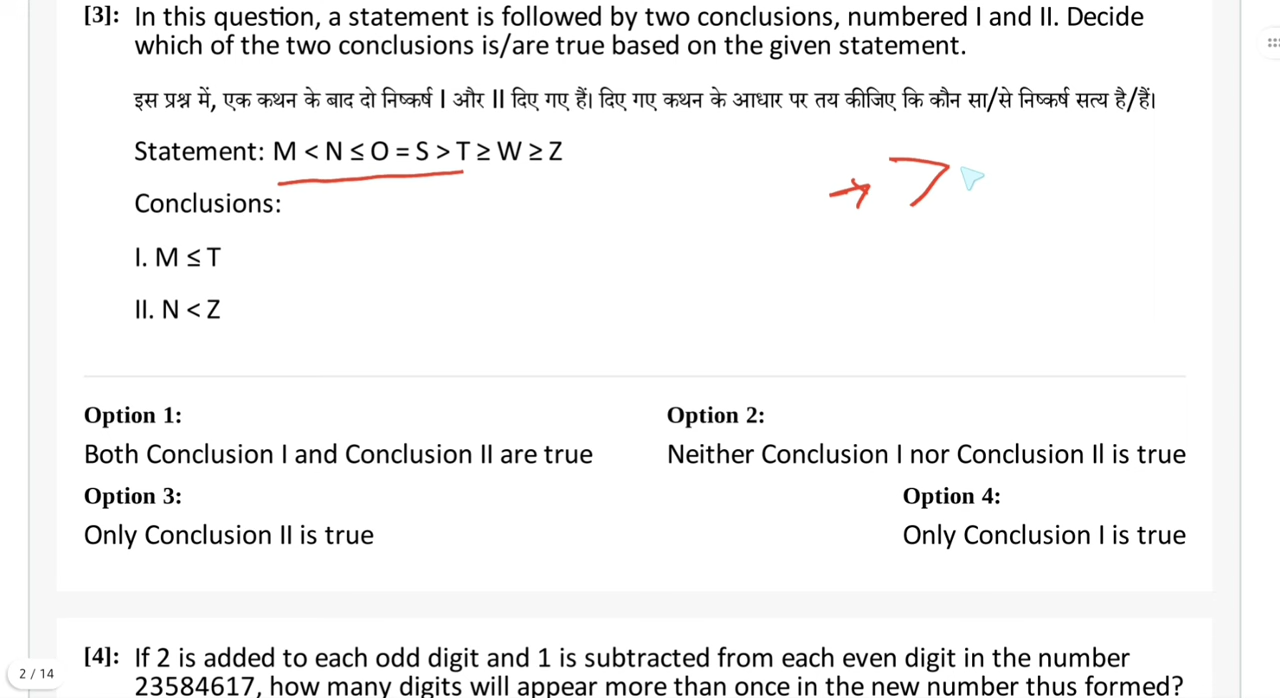 [3]: In this question, a statement is followed by two conclusions, numbered I and II. Decide
which of the two conclusions is/are true based on the given statement.
इस प्रश्न में, एक कथन के बाद दो निष्कर्ष I और II दिए गए हैं। दिए गए कथन के आधार पर तय कीजिए कि कौन सा/से निष्कर्ष सत्य है/हैं।
Statement: M < N ≤ O = S > T ≥ W ≥ Z
Conclusions:
I. M ≤ T
II. N < Z
Option 1:
Both Conclusion I and Conclusion II are true
Option 2:
Neither Conclusion I nor Conclusion II is true
Option 3:
Only Conclusion II is true
Option 4:
Only Conclusion I is true
[4]: If 2 is added to each odd digit and 1 is subtracted from each even digit in the number
23584617, how many digits will appear more than once in the new number thus formed?
2 / 14